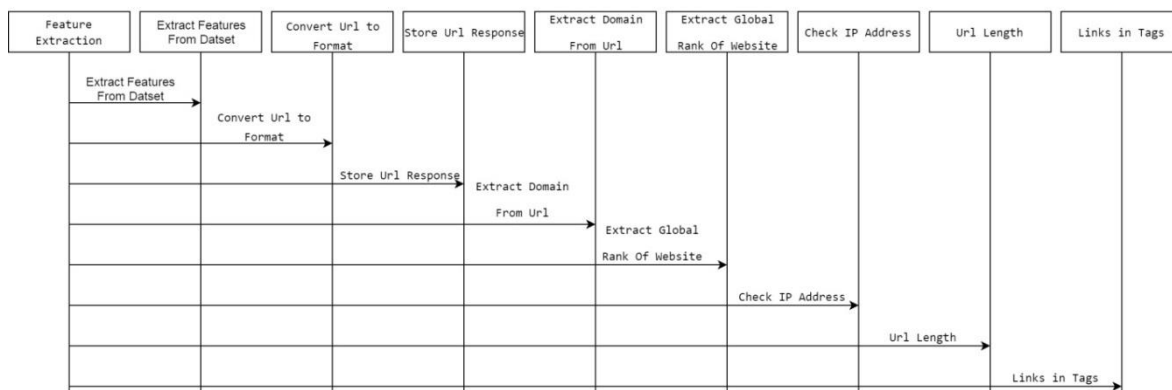 Feature
Extraction
Extract Features
From Datset
Convert Url to
Format
Store Url Response
Extract Domain
From Url
Extract Global
Rank Of Website
Check IP Address
Url Length
Links in Tags
Extract Features
From Datset
Convert Url to
Format
Store Url Response
Extract Domain
From Url
Extract Global
Rank Of Website
Check IP Address
Url Length
Links in Tags